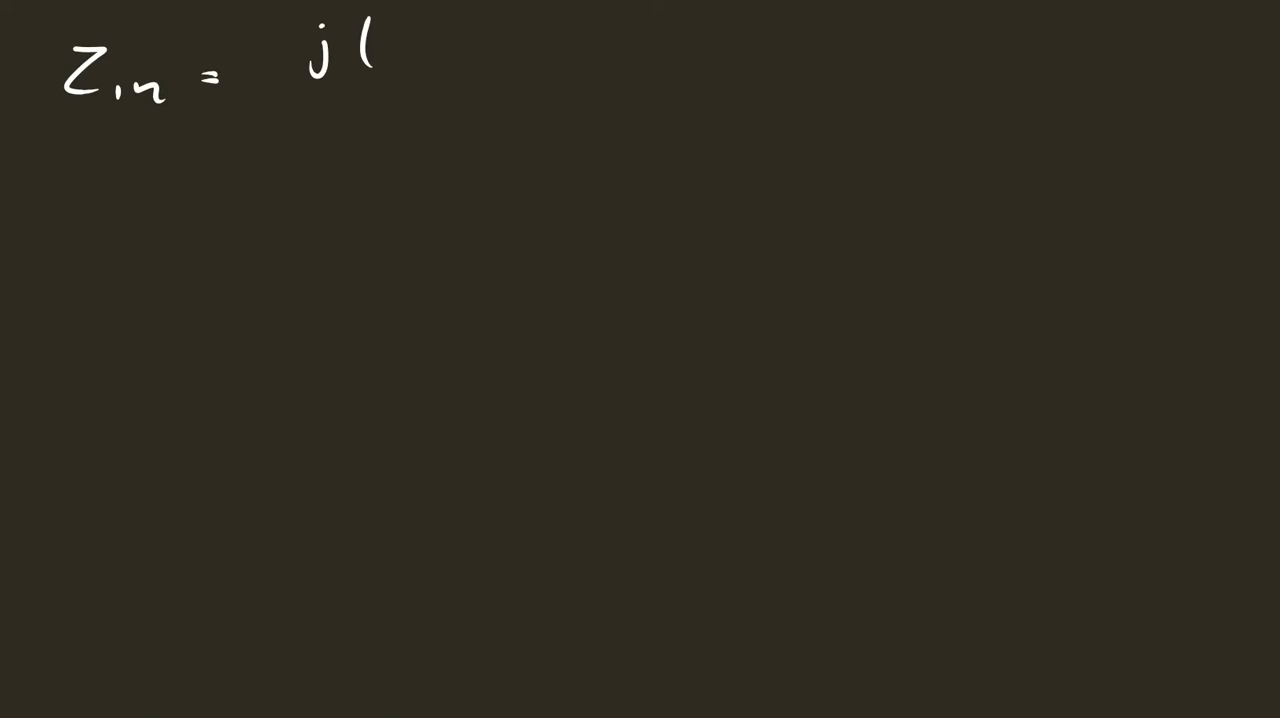 Zin = j (